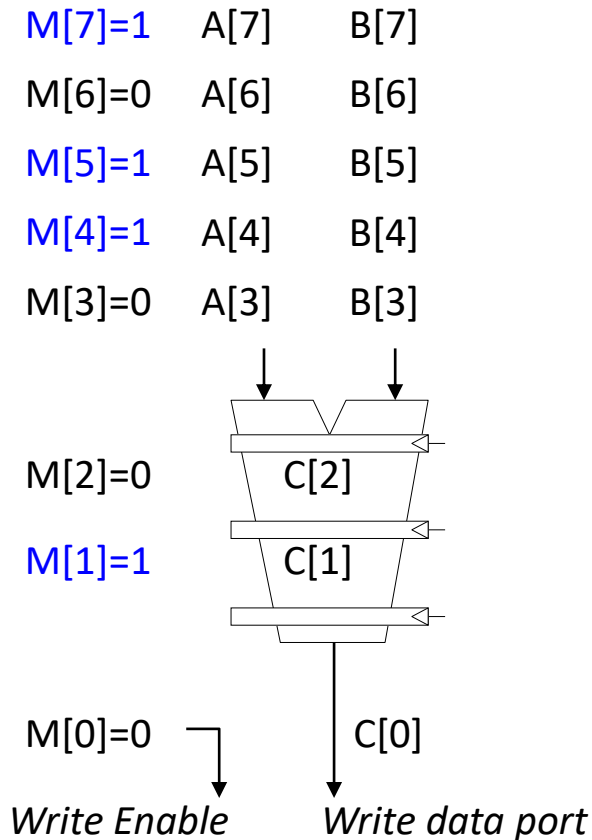 M[7]=1 A[7] B[7]
M[6]=0 A[6] B[6]
M[5]=1 A[5] B[5]
M[4]=1 A[4] B[4]
M[3]=0 A[3] B[3]
M[2]=0 C[2]
M[1]=1 C[1]
M[0]=0 C[0]
Write Enable Write data port